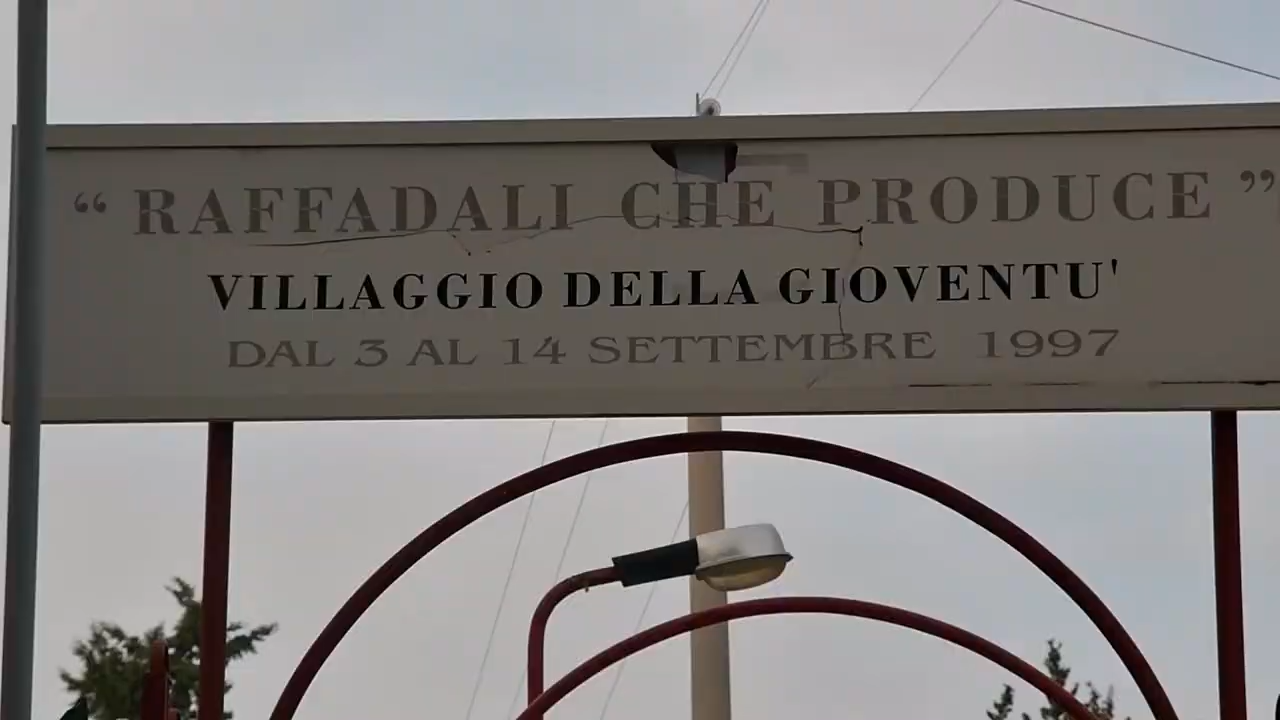 “ RAFFADALI CHE PRODUCE ”
VILLAGGIO DELLA GIOVENTU'
DAL 3 AL 14 SETTEMBRE 1997